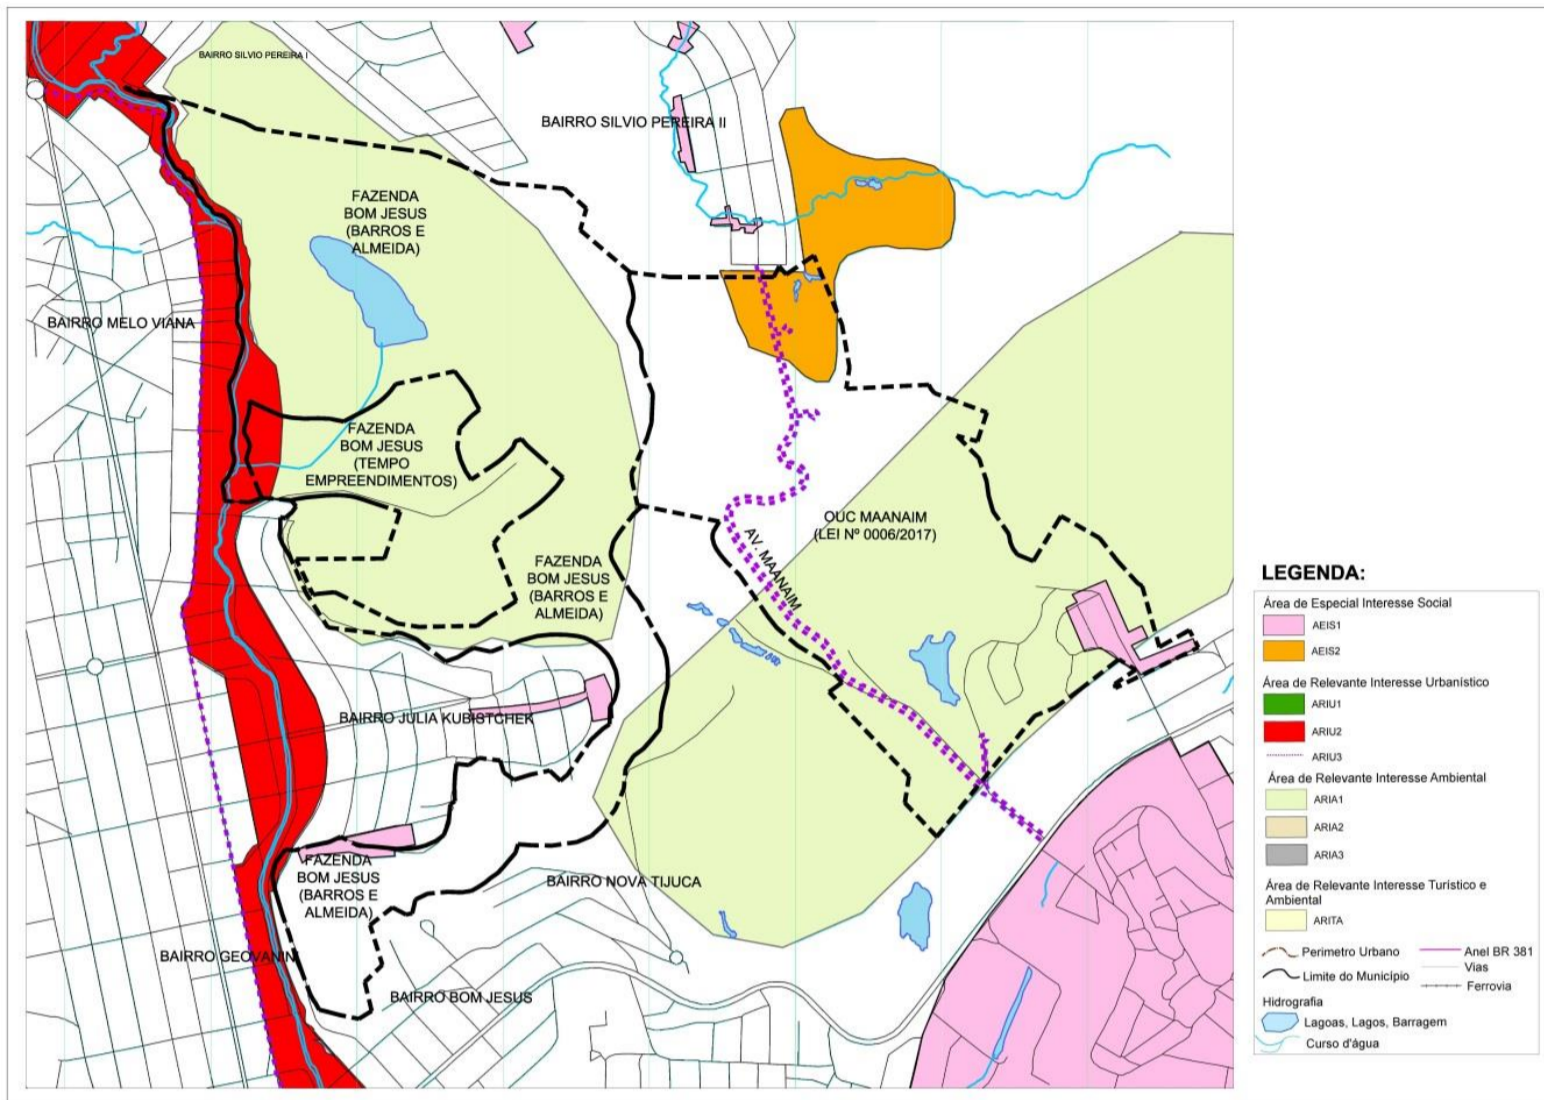 BAIRRO SILVIO PEREIRA I
BAIRRO SILVIO PEREIRA II
FAZENDA
BOM JESUS
(BARROS E
ALMEIDA)
BAIRRO MELO VIANA
FAZENDA
BOM JESUS
(TEMPO
EMPREENDIMENTOS)
OUC MAANAIM
(LEI Nº 0006/2017)
AV. MAANAIM
FAZENDA
BOM JESUS
(BARROS E
ALMEIDA)
BAIRRO JULIA KUBISTCHEK
FAZENDA
BOM JESUS
(BARROS E
ALMEIDA)
BAIRRO NOVA TIJUCA
BAIRRO GEOVANINI
BAIRRO BOM JESUS
LEGENDA:
Área de Especial Interesse Social
AEIS1
AEIS2
Área de Relevante Interesse Urbanístico
ARIU1
ARIU2
ARIU3
Área de Relevante Interesse Ambiental
ARIA1
ARIA2
ARIA3
Área de Relevante Interesse Turístico e
Ambiental
ARITA
Perimetro Urbano
Limite do Município
Anel BR 381
Vias
Ferrovia
Hidrografia
Lagoas, Lagos, Barragem
Curso d'água